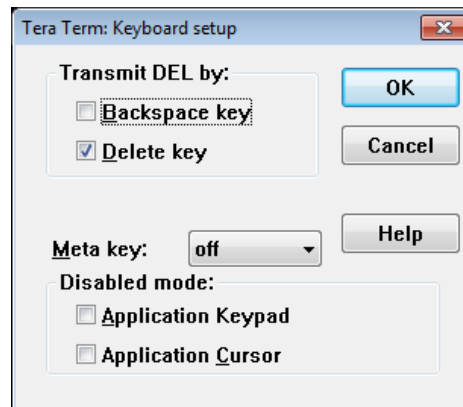 Tera Term: Keyboard setup
Transmit DEL by:
Backspace key
Delete key
OK
Cancel
Meta key:
off
Help
Disabled mode:
Application Keypad
Application Cursor